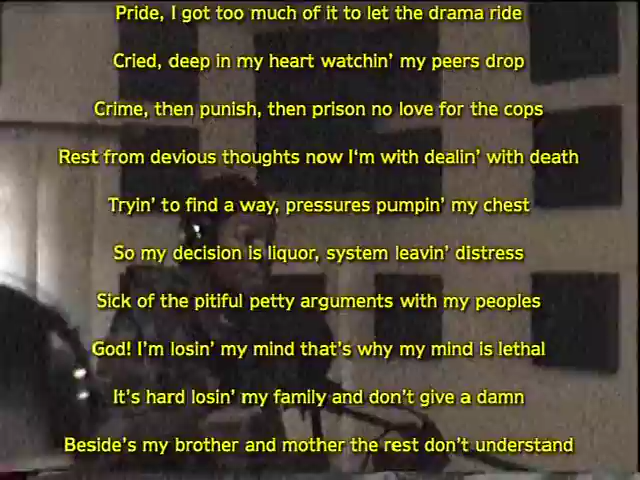 Pride, I got too much of it to let the drama ride
Cried, deep in my heart watchin' my peers drop
Crime, then punish, then prison no love for the cops
Rest from devious thoughts now I'm with dealin' with death
Tryin' to find a way, pressures pumpin' my chest
So my decision is liquor, system leavin' distress
Sick of the pitiful petty arguments with my peoples
God! I'm losin' my mind that's why my mind is lethal
It's hard losin' my family and don't give a damn
Beside's my brother and mother the rest don't understand